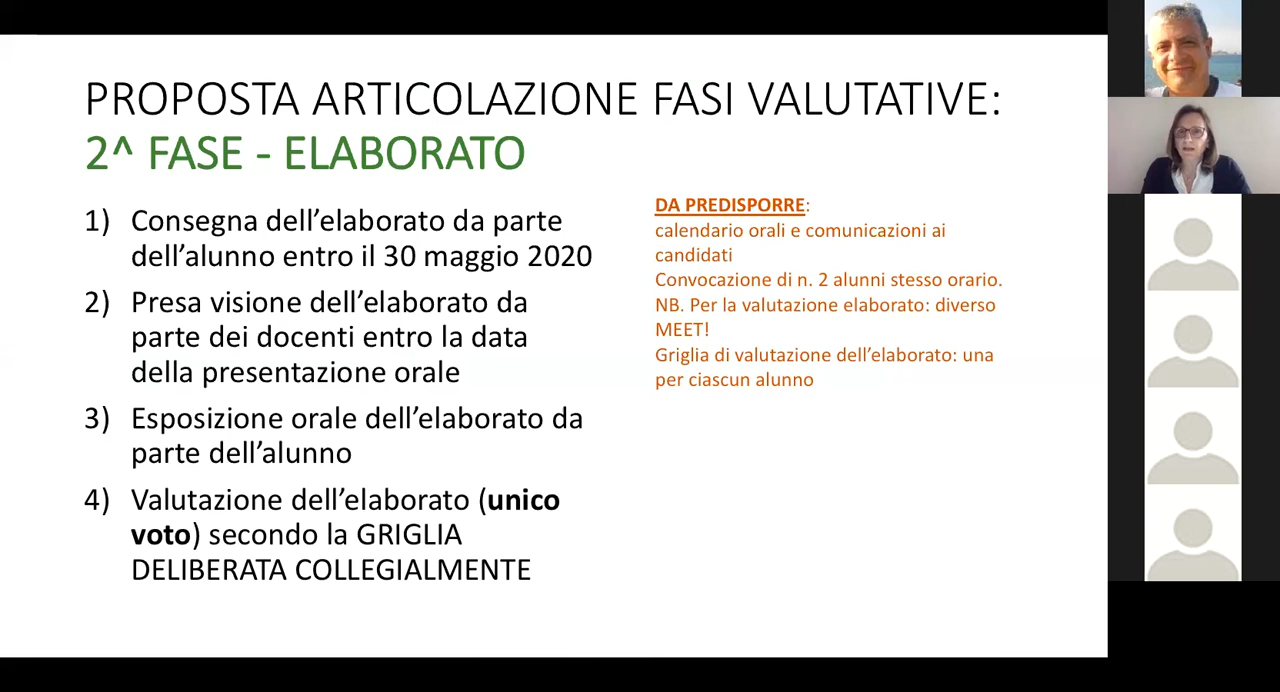 PROPOSTA ARTICOLAZIONE FASI VALUTATIVE:
2^ FASE - ELABORATO
1) Consegna dell’elaborato da parte
dell’alunno entro il 30 maggio 2020
2) Presa visione dell’elaborato da
parte dei docenti entro la data
della presentazione orale
3) Esposizione orale dell’elaborato da
parte dell’alunno
4) Valutazione dell’elaborato (unico
voto) secondo la GRIGLIA
DELIBERATA COLLEGIALMENTE
DA PREDISPORRE:
calendario orali e comunicazioni ai
candidati
Convocazione di n. 2 alunni stesso orario.
NB. Per la valutazione elaborato: diverso
MEET!
Griglia di valutazione dell’elaborato: una
per ciascun alunno